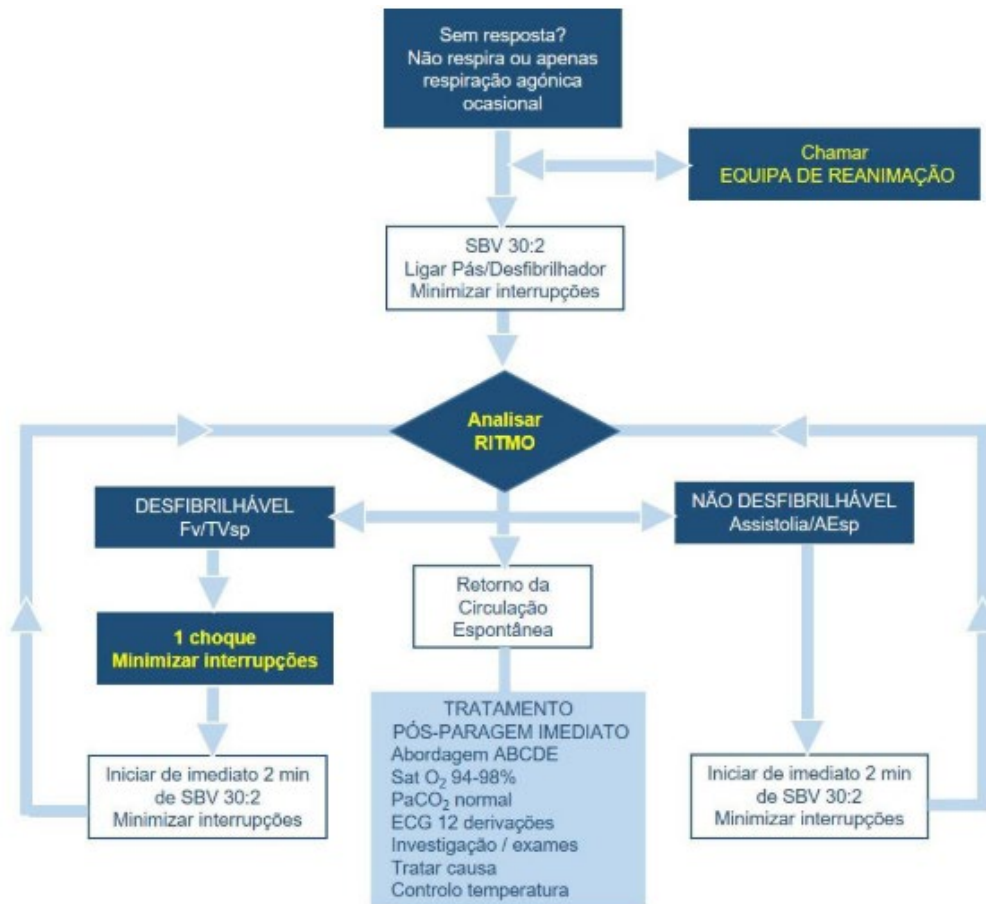 Sem resposta?
Não respira ou apenas
respiração agónica
ocasional
Chamar
EQUIPA DE REANIMAÇÃO
SBV 30:2
Ligar Pás/Desfibrilhador
Minimizar interrupções
Analisar
RITMO
DESFIBRILHÁVEL
Fv/TVsp
NÃO DESFIBRILHÁVEL
Assistolia/AEsp
1 choque
Minimizar interrupções
Retorno da
Circulação
Espontânea
Iniciar de imediato 2 min
de SBV 30:2
Minimizar interrupções
TRATAMENTO
PÓS-PARAGEM IMEDIATO
Abordagem ABCDE
Sat O₂ 94-98%
PaCO₂ normal
ECG 12 derivações
Investigação / exames
Tratar causa
Controlo temperatura
Iniciar de imediato 2 min
de SBV 30:2
Minimizar interrupções